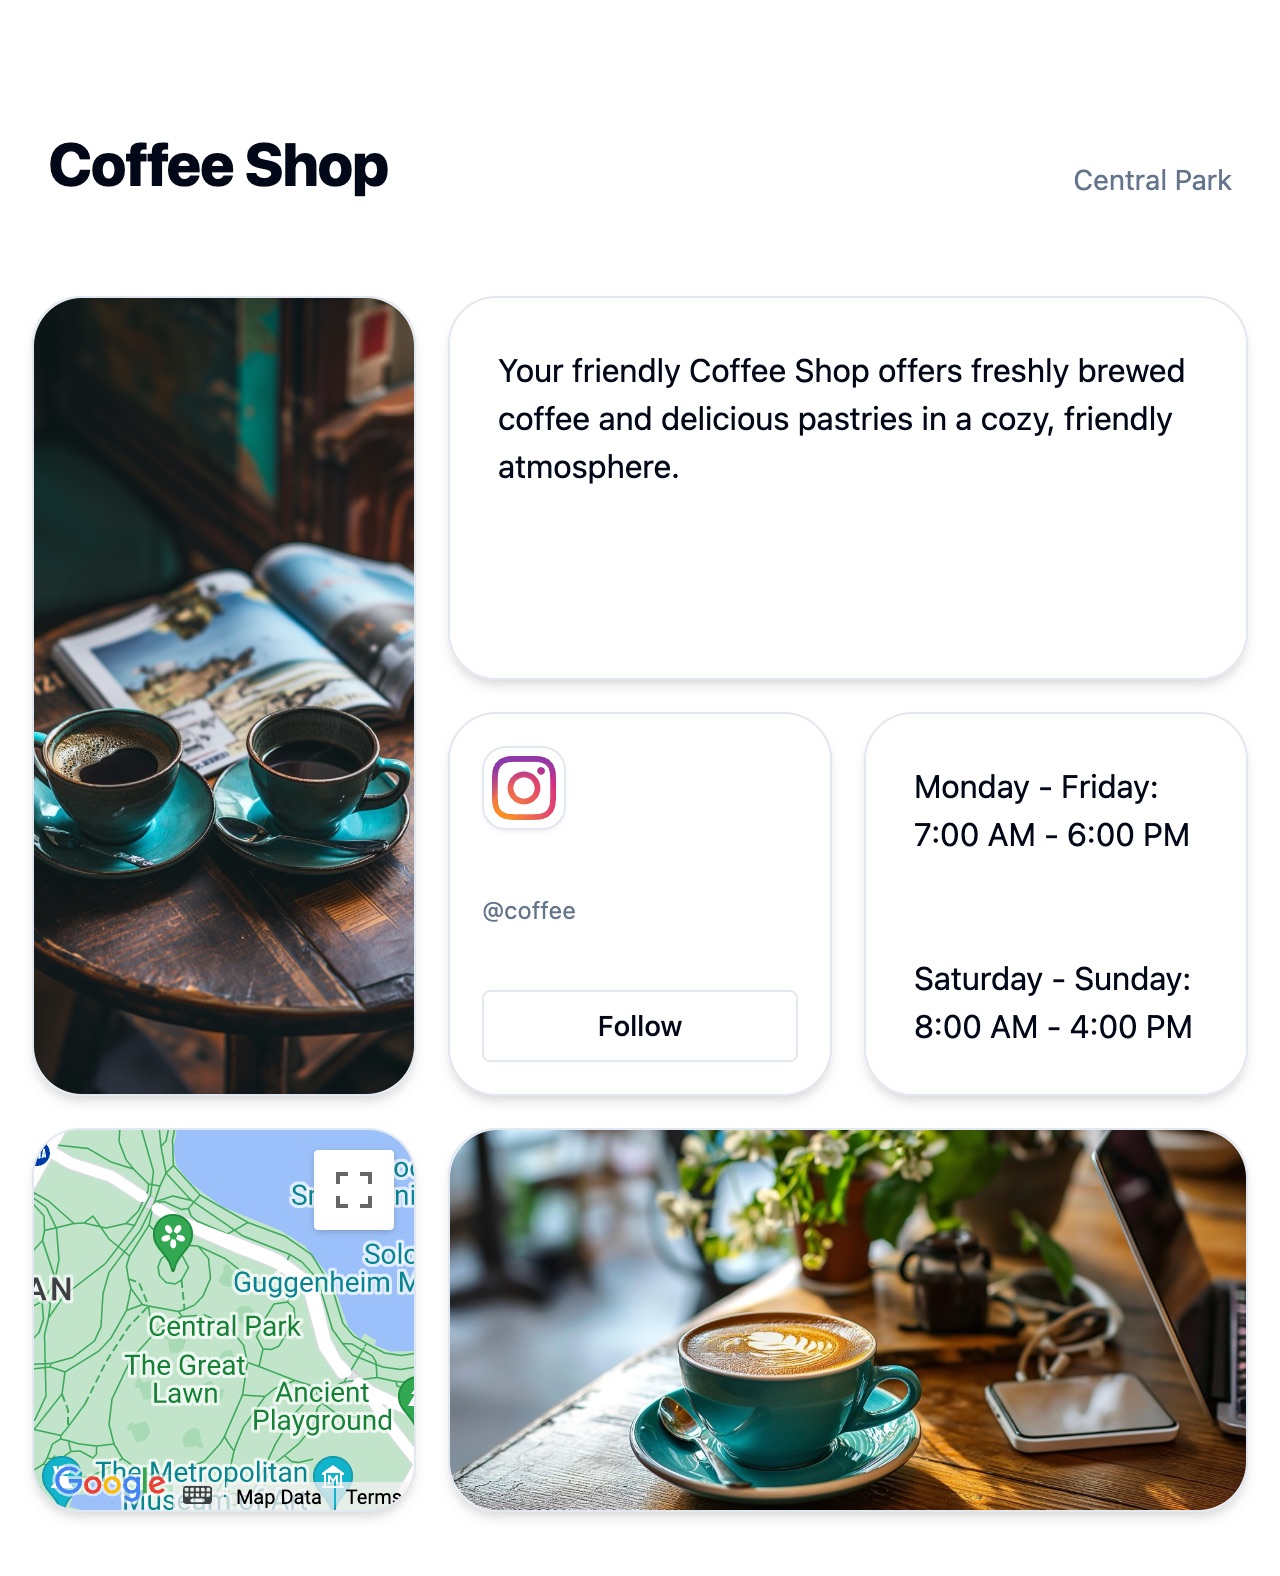 Coffee Shop
Central Park
Your friendly Coffee Shop offers freshly brewed
coffee and delicious pastries in a cozy, friendly
atmosphere.
@coffee
Follow
Monday - Friday:
7:00 AM - 6:00 PM
Saturday - Sunday:
8:00 AM - 4:00 PM
Guggenheim M
AN
Central Park
The Great
Lawn
Ancient
Playground
The Metropolitan
Museum of Art
Google
Map Data
Terms